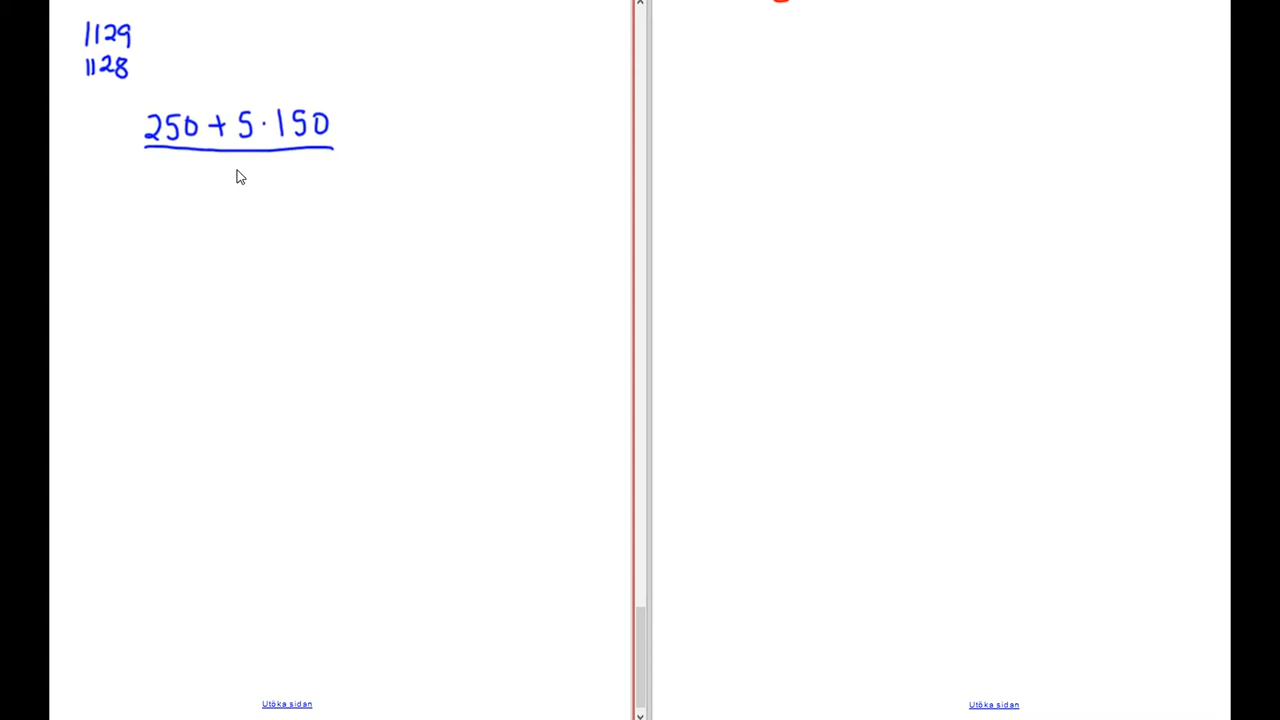 1129
1128
250 + 5 · 150
Utöka sidan
Utöka sidan